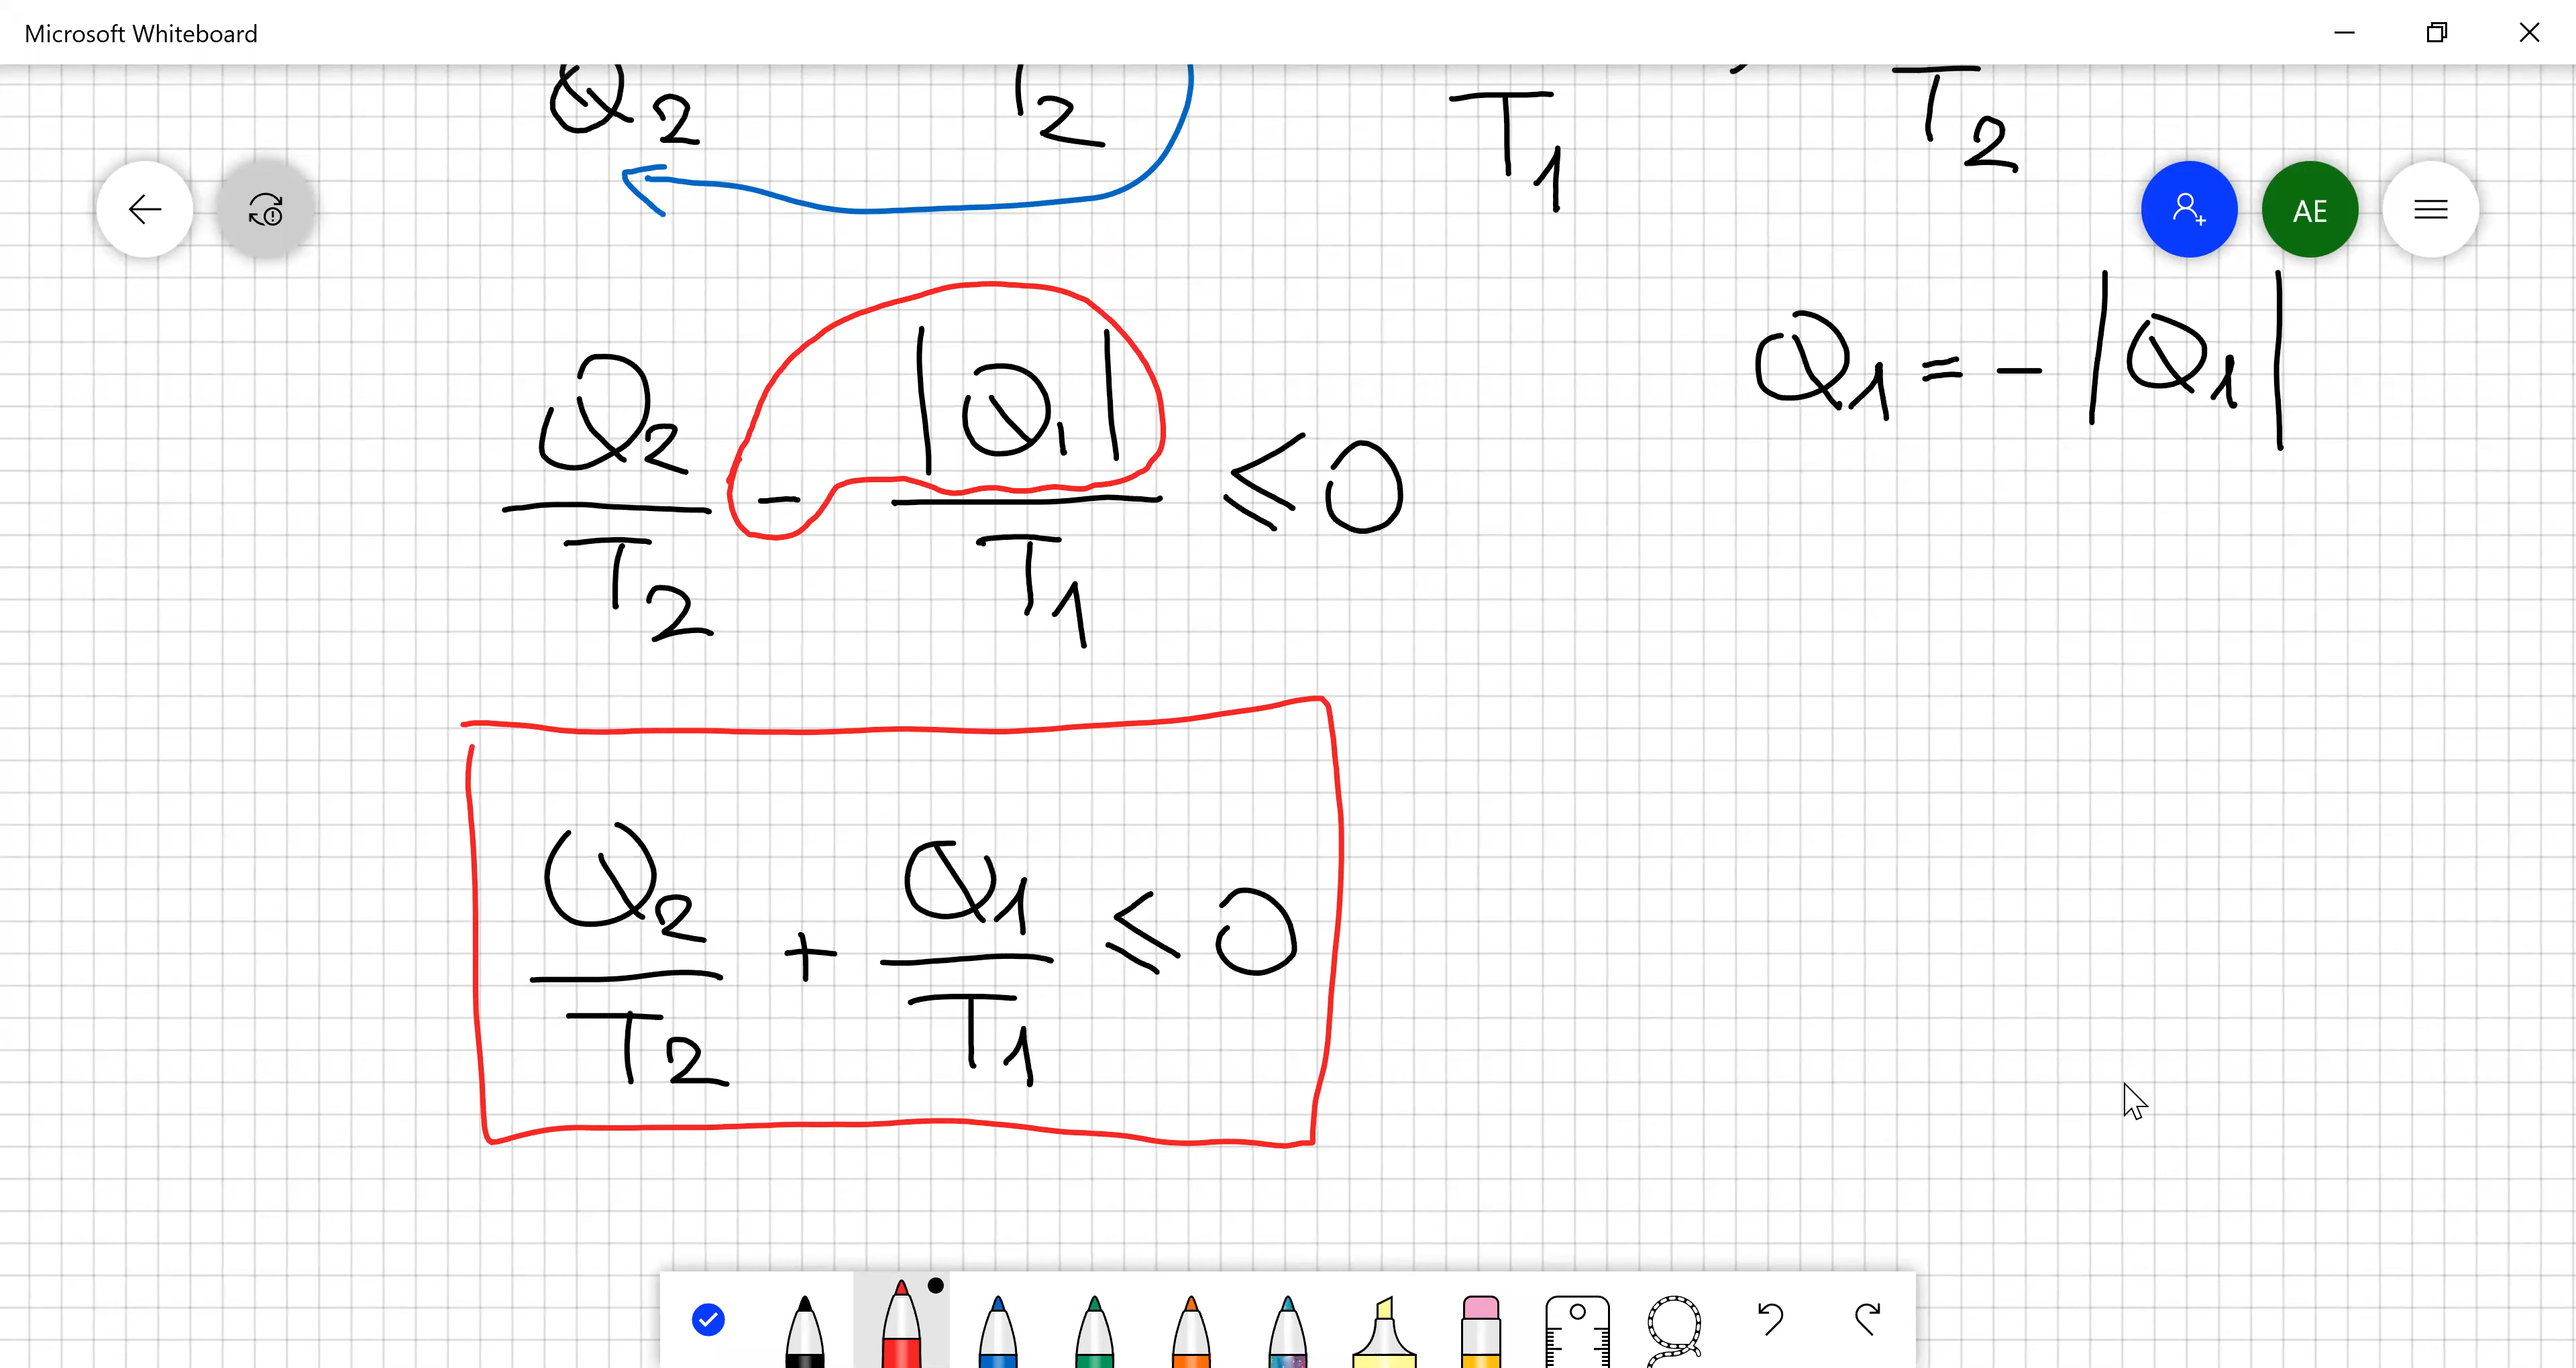 Microsoft Whiteboard
Q₂ T₂ T₁ T₂
AE
Q₁ = - |Q₁|
Q₂/T₂ - |Q₁|/T₁ ≤ 0
Q₂/T₂ + Q₁/T₁ ≤ 0